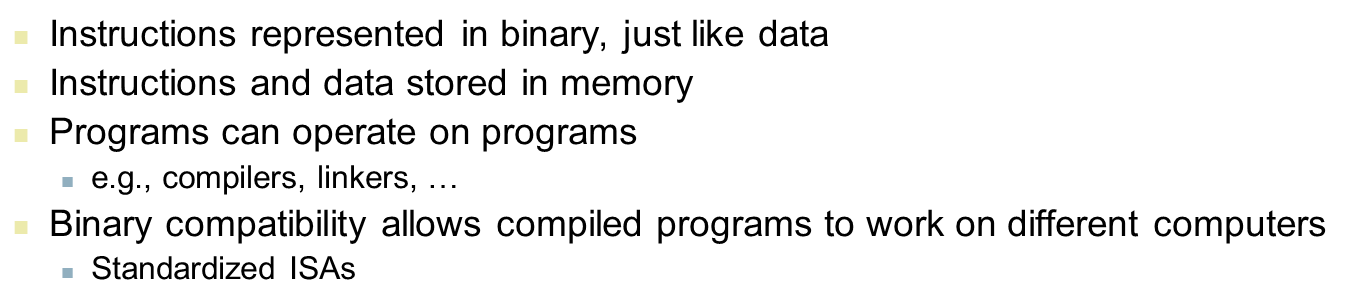 Instructions represented in binary, just like data
Instructions and data stored in memory
Programs can operate on programs
e.g., compilers, linkers, …
Binary compatibility allows compiled programs to work on different computers
Standardized ISAs